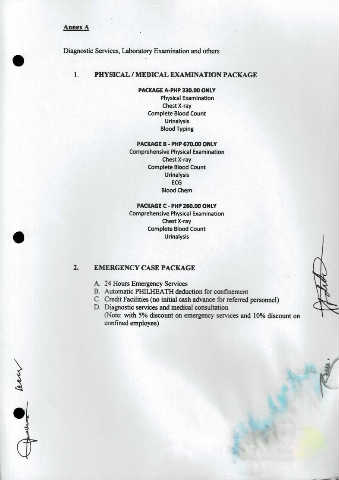 Annex A
Diagnostic Services, Laboratory Examination and others
1. PHYSICAL / MEDICAL EXAMINATION PACKAGE
PACKAGE A-PHP 330.00 ONLY
Physical Examination
Chest X-ray
Complete Blood Count
Urinalysis
Blood Typing
PACKAGE B - PHP 670.00 ONLY
Comprehensive Physical Examination
Chest X-ray
Complete Blood Count
Urinalysis
ECG
Blood Chem
PACKAGE C - PHP 260.00 ONLY
Comprehensive Physical Examination
Chest X-ray
Complete Blood Count
Urinalysis
2. EMERGENCY CASE PACKAGE
A. 24 Hours Emergency Services
B. Automatic PHILHEATH deduction for confinement
C. Credit Facilities (no initial cash advance for referred personnel)
D. Diagnostic services and medical consultation
(Note: with 5% discount on emergency services and 10% discount on
confined employee)